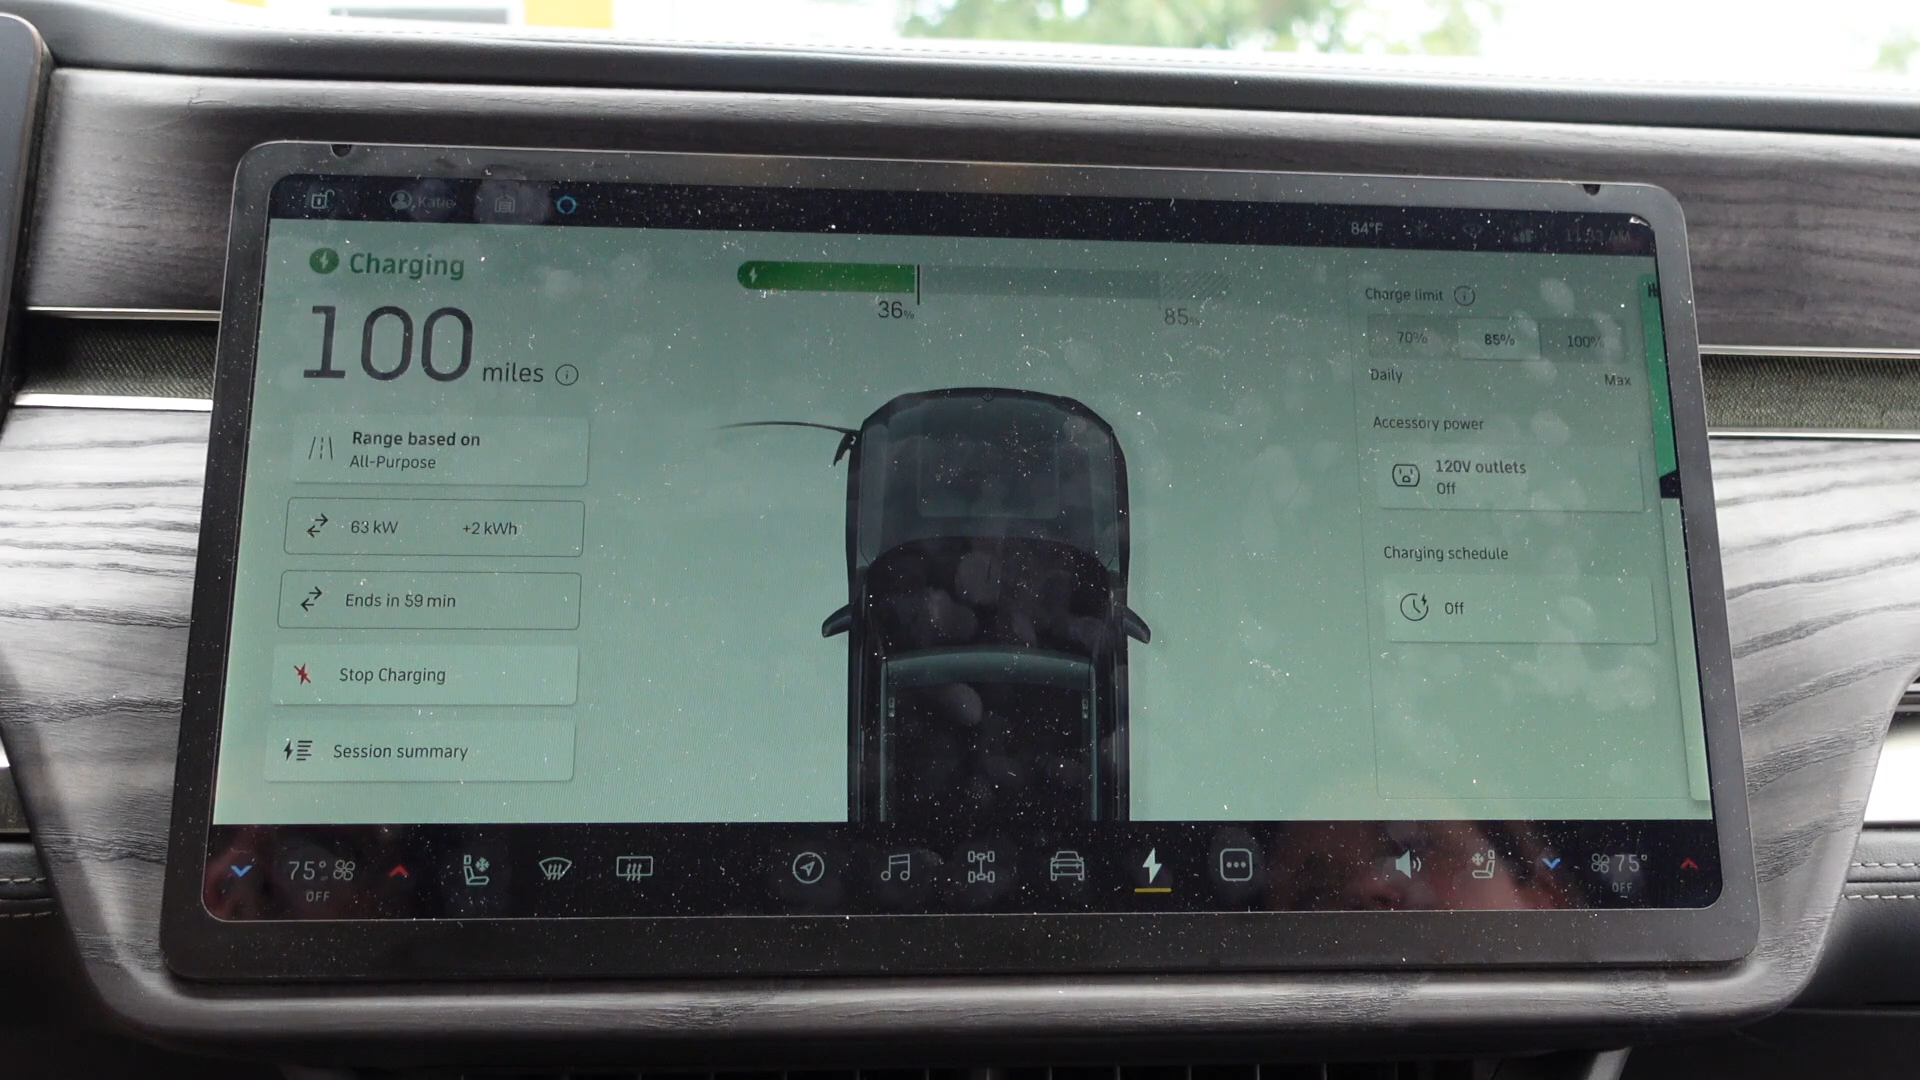 Katie
84°F
Charging
100 miles
36%
85%
Range based on
All-Purpose
63 kW +2 kWh
Ends in 59 min
Stop Charging
Session summary
Charge limit
70% 85% 100%
Daily Max
Accessory power
120V outlets
Off
Charging schedule
Off
75°
OFF
75°
OFF